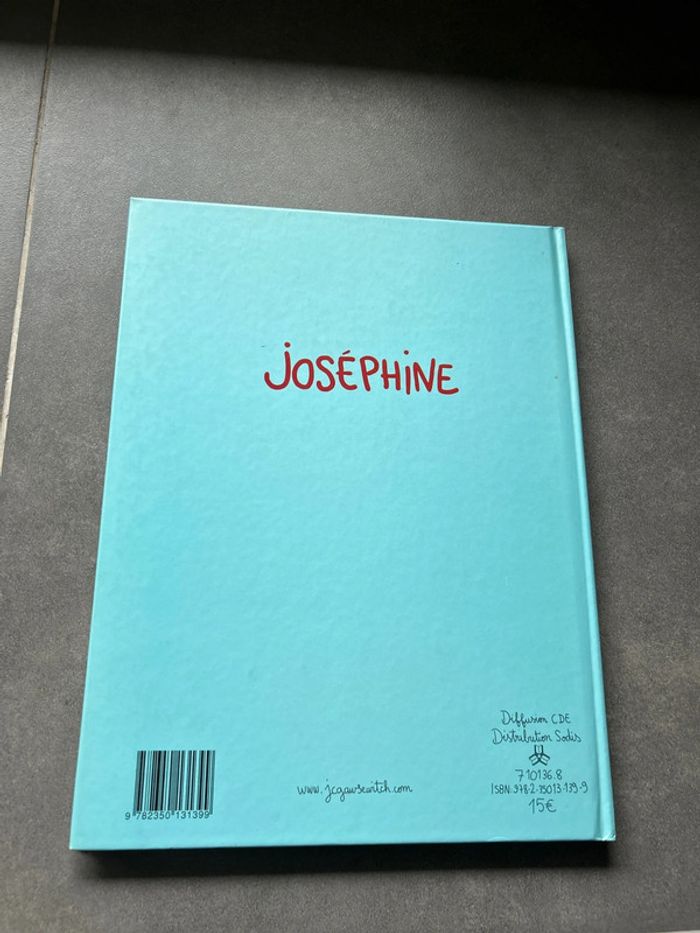 JOSÉPHINE
Diffusion CDE
Distribution Sodis
710136.8
ISBN. 978-2-35013-139-9
15€
www.jcgawsewitch.com
9 782350 131399